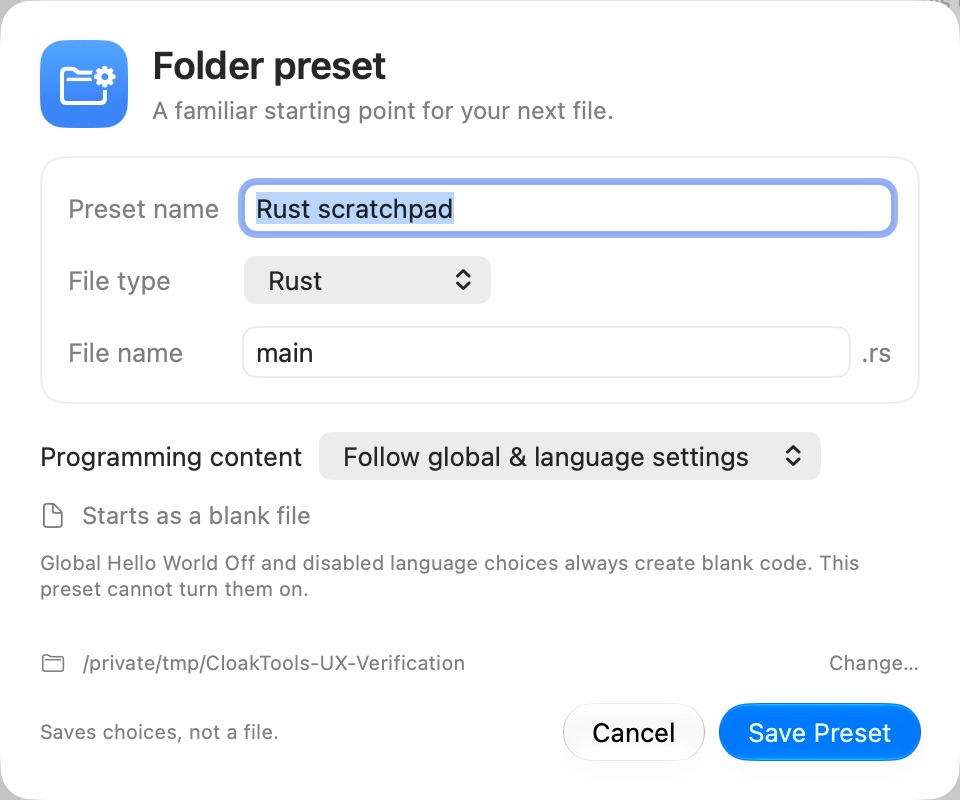 Folder preset
A familiar starting point for your next file.
Preset name Rust scratchpad
File type Rust
File name main .rs
Programming content Follow global & language settings
Starts as a blank file
Global Hello World Off and disabled language choices always create blank code. This
preset cannot turn them on.
/private/tmp/CloakTools-UX-Verification Change...
Saves choices, not a file. Cancel Save Preset